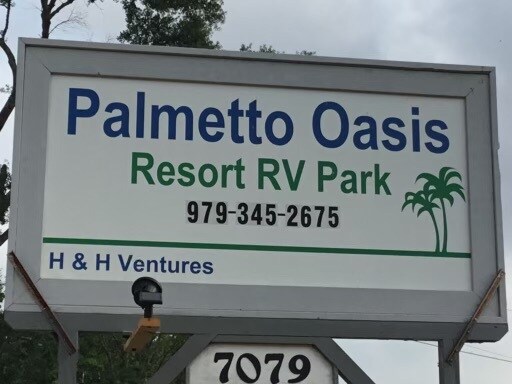 Palmetto Oasis
Resort RV Park
979-345-2675
H & H Ventures
7079